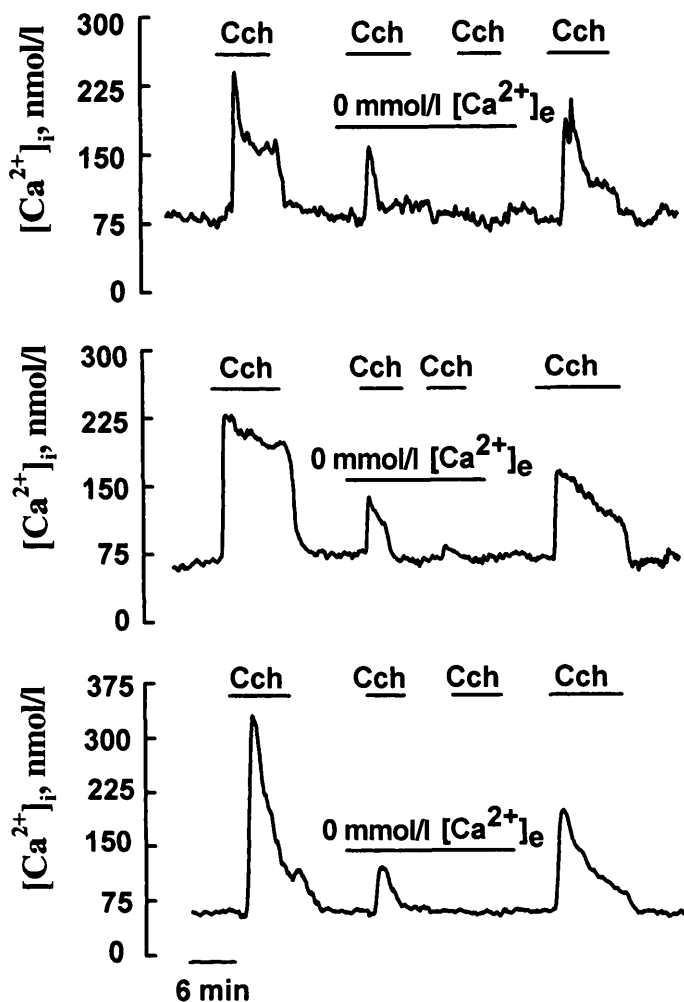 300
225
150
75
0
[Ca²⁺]ᵢ, nmol/l
Cch Cch Cch Cch
0 mmol/l [Ca²⁺]ₑ
300
225
150
75
0
[Ca²⁺]ᵢ, nmol/l
Cch Cch Cch Cch
0 mmol/l [Ca²⁺]ₑ
375
300
225
150
75
0
[Ca²⁺]ᵢ, nmol/l
Cch Cch Cch Cch
0 mmol/l [Ca²⁺]ₑ
6 min